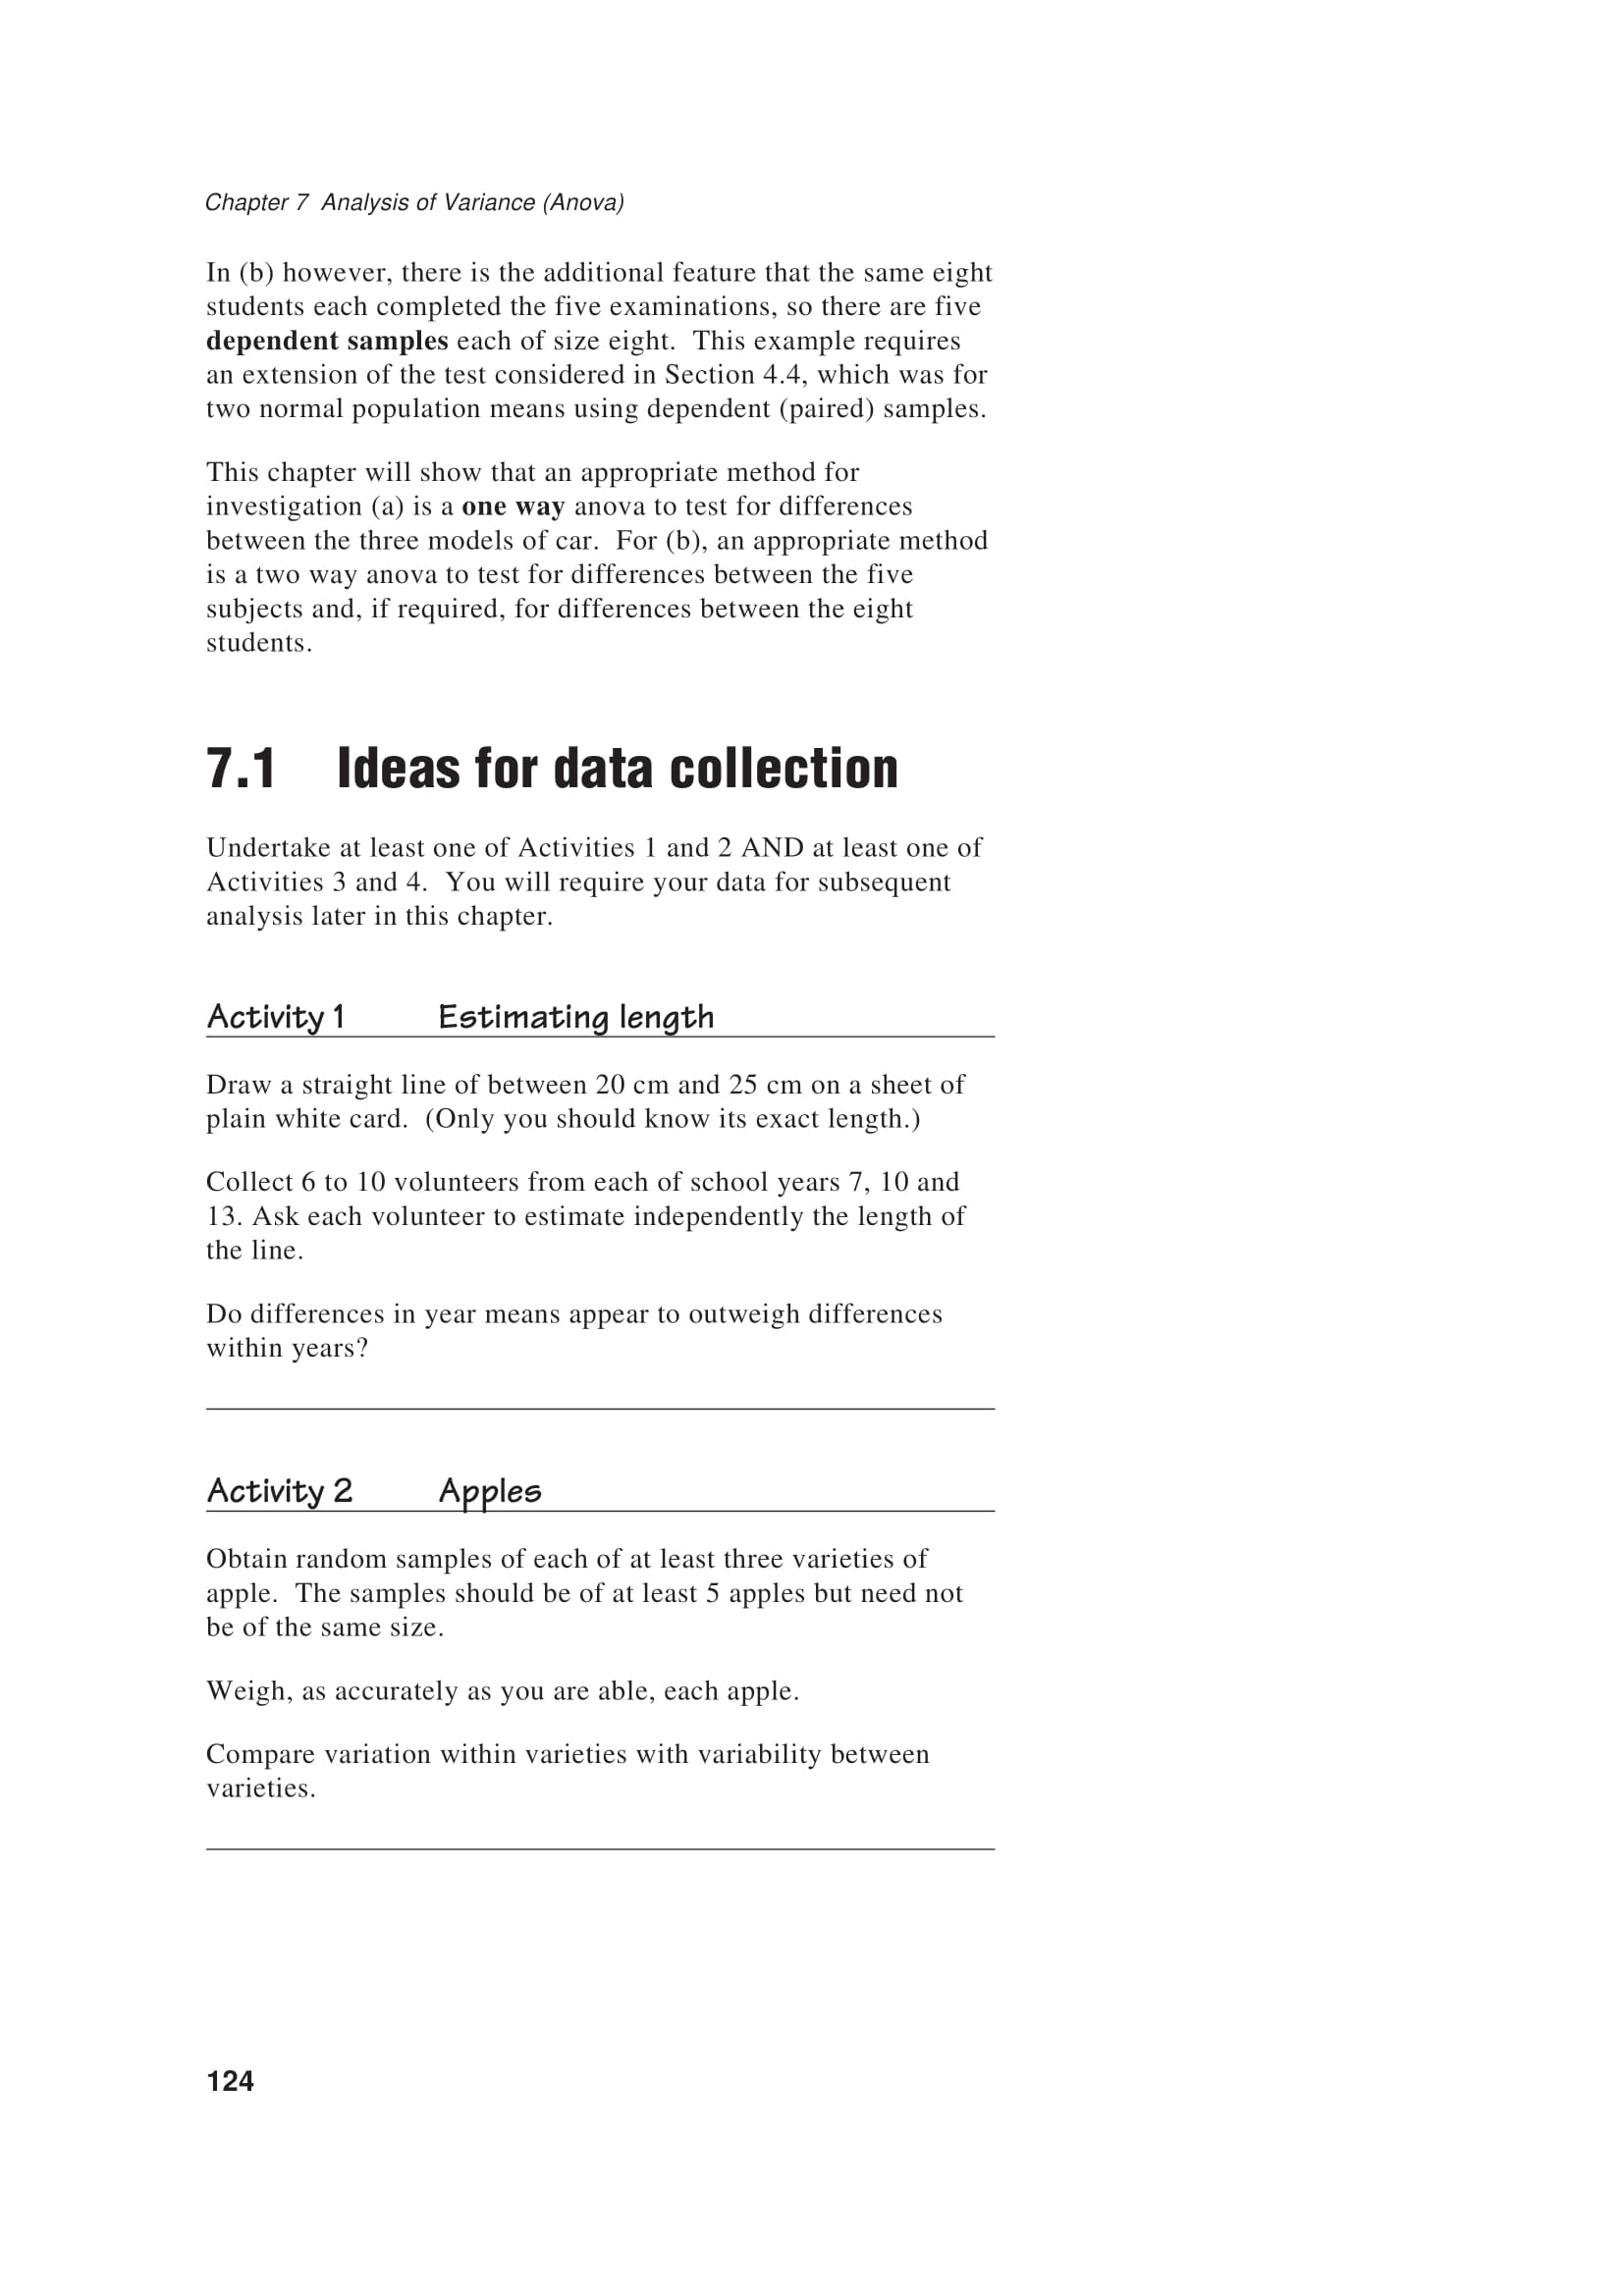 Chapter 7 Analysis of Variance (Anova)
In (b) however, there is the additional feature that the same eight
students each completed the five examinations, so there are five
dependent samples each of size eight. This example requires
an extension of the test considered in Section 4.4, which was for
two normal population means using dependent (paired) samples.
This chapter will show that an appropriate method for
investigation (a) is a one way anova to test for differences
between the three models of car. For (b), an appropriate method
is a two way anova to test for differences between the five
subjects and, if required, for differences between the eight
students.
7.1 Ideas for data collection
Undertake at least one of Activities 1 and 2 AND at least one of
Activities 3 and 4. You will require your data for subsequent
analysis later in this chapter.
Activity 1 Estimating length
Draw a straight line of between 20 cm and 25 cm on a sheet of
plain white card. (Only you should know its exact length.)
Collect 6 to 10 volunteers from each of school years 7, 10 and
13. Ask each volunteer to estimate independently the length of
the line.
Do differences in year means appear to outweigh differences
within years?
Activity 2 Apples
Obtain random samples of each of at least three varieties of
apple. The samples should be of at least 5 apples but need not
be of the same size.
Weigh, as accurately as you are able, each apple.
Compare variation within varieties with variability between
varieties.
124